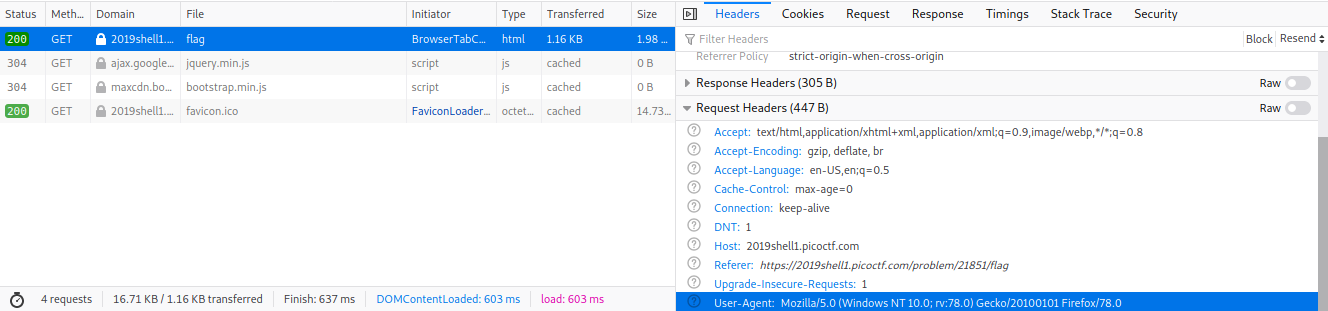 Status Meth... Domain File Initiator Type Transferred Size
200 GET 2019shell1.... flag BrowserTabC... html 1.16 KB 1.98 ...
304 GET ajax.google... jquery.min.js script js cached 0 B
304 GET maxcdn.bo... bootstrap.min.js script js cached 0 B
200 GET 2019shell1.... favicon.ico FaviconLoader... octet... cached 14.73...
4 requests 16.71 KB / 1.16 KB transferred Finish: 637 ms DOMContentLoaded: 603 ms load: 603 ms
Headers Cookies Request Response Timings Stack Trace Security
Filter Headers Block Resend
Referrer Policy strict-origin-when-cross-origin
Response Headers (305 B) Raw
Request Headers (447 B) Raw
Accept: text/html,application/xhtml+xml,application/xml;q=0.9,image/webp,*/*;q=0.8
Accept-Encoding: gzip, deflate, br
Accept-Language: en-US,en;q=0.5
Cache-Control: max-age=0
Connection: keep-alive
DNT: 1
Host: 2019shell1.picoctf.com
Referer: https://2019shell1.picoctf.com/problem/21851/flag
Upgrade-Insecure-Requests: 1
User-Agent: Mozilla/5.0 (Windows NT 10.0; rv:78.0) Gecko/20100101 Firefox/78.0